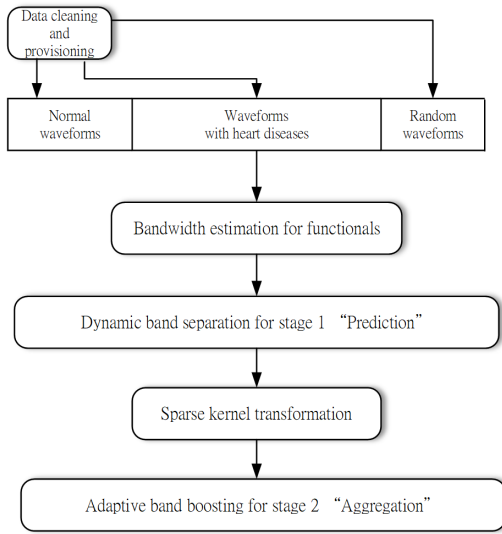 Data cleaning
and
provisioning
Normal
waveforms
Waveforms
with heart diseases
Random
waveforms
Bandwidth estimation for functionals
Dynamic band separation for stage 1 “Prediction”
Sparse kernel transformation
Adaptive band boosting for stage 2 “Aggregation”